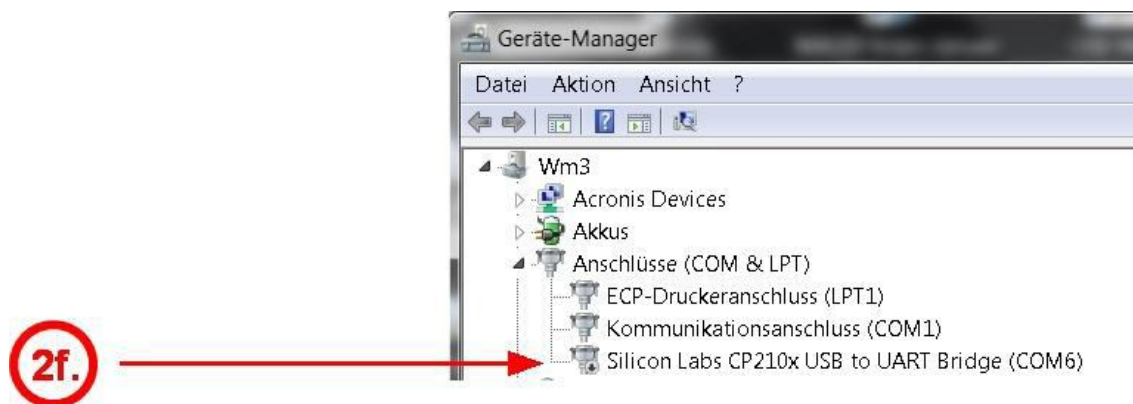 Geräte-Manager
Datei Aktion Ansicht ?
Wm3
Acronis Devices
Akkus
Anschlüsse (COM & LPT)
ECP-Druckeranschluss (LPT1)
Kommunikationsanschluss (COM1)
2f.
Silicon Labs CP210x USB to UART Bridge (COM6)